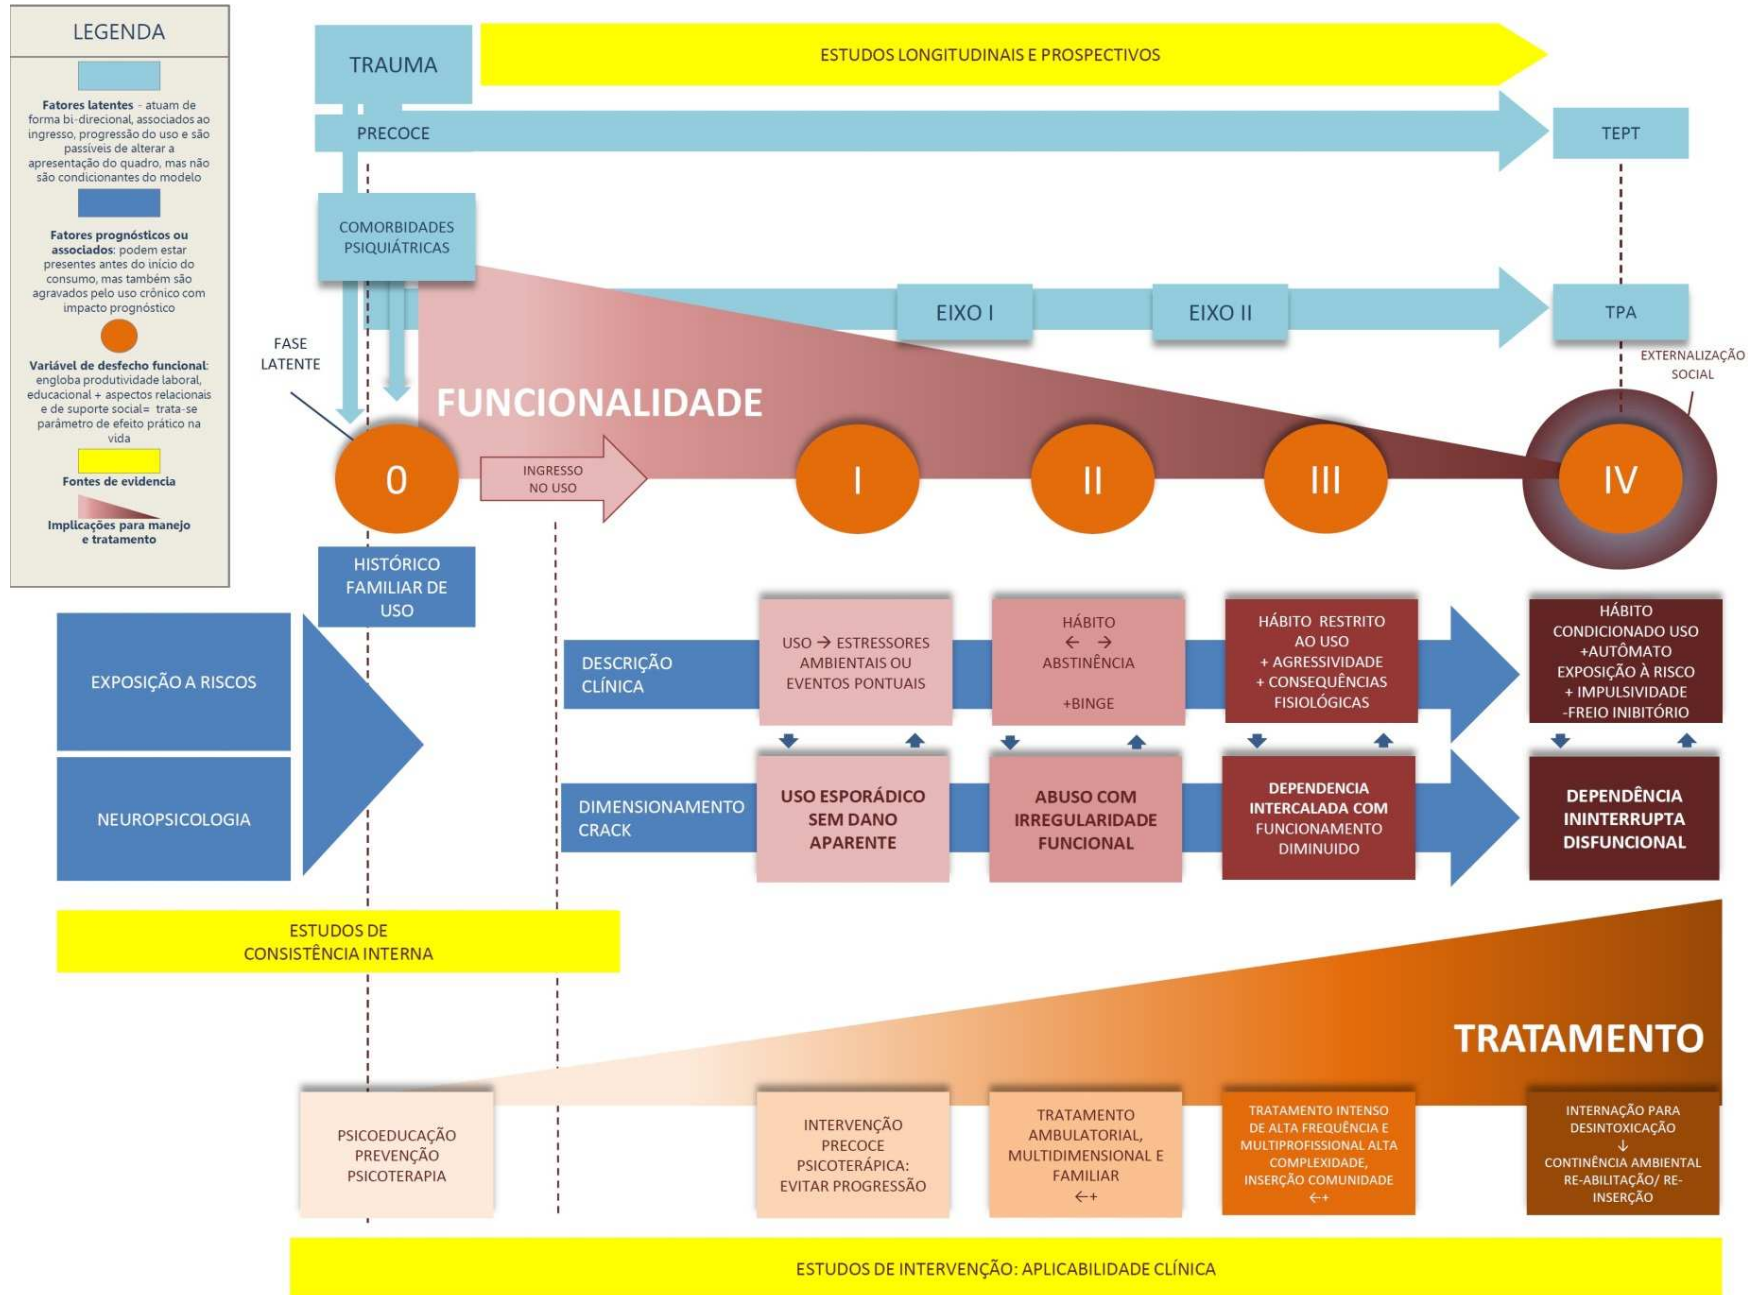 LEGENDA
Fatores latentes - atuam de
forma bi-direcional, associados ao
ingresso, progressão do uso e são
passíveis de alterar a
apresentação do quadro, mas não
são condicionantes do modelo
Fatores prognósticos ou
associados: podem estar
presentes antes do início do
consumo, mas também são
agravados pelo uso crônico com
impacto prognóstico
Variável de desfecho funcional:
engloba produtividade laboral,
educacional + aspectos relacionais
e de suporte social= trata-se
parâmetro de efeito prático na
vida
Fontes de evidencia
Implicações para manejo
e tratamento
TRAUMA
ESTUDOS LONGITUDINAIS E PROSPECTIVOS
PRECOCE
TEPT
COMORBIDADES
PSIQUIÁTRICAS
EIXO I
EIXO II
TPA
FASE
LATENTE
EXTERNALIZAÇÃO
SOCIAL
FUNCIONALIDADE
0
INGRESSO
NO USO
I
II
III
IV
HISTÓRICO
FAMILIAR DE
USO
EXPOSIÇÃO A RISCOS
NEUROPSICOLOGIA
DESCRIÇÃO
CLÍNICA
USO → ESTRESSORES
AMBIENTAIS OU
EVENTOS PONTUAIS
HÁBITO
← →
ABSTINÊNCIA
+BINGE
HÁBITO RESTRITO
AO USO
+ AGRESSIVIDADE
+ CONSEQUÊNCIAS
FISIOLÓGICAS
HÁBITO
CONDICIONADO USO
+AUTÔMATO
EXPOSIÇÃO À RISCO
+ IMPULSIVIDADE
-FREIO INIBITÓRIO
DIMENSIONAMENTO
CRACK
USO ESPORÁDICO
SEM DANO
APARENTE
ABUSO COM
IRREGULARIDADE
FUNCIONAL
DEPENDENCIA
INTERCALADA COM
FUNCIONAMENTO
DIMINUIDO
DEPENDÊNCIA
ININTERRUPTA
DISFUNCIONAL
ESTUDOS DE
CONSISTÊNCIA INTERNA
TRATAMENTO
PSICOEDUCAÇÃO
PREVENÇÃO
PSICOTERAPIA
INTERVENÇÃO
PRECOCE
PSICOTERÁPICA:
EVITAR PROGRESSÃO
TRATAMENTO
AMBULATORIAL,
MULTIDIMENSIONAL E
FAMILIAR
←+
TRATAMENTO INTENSO
DE ALTA FREQUÊNCIA E
MULTIPROFISSIONAL ALTA
COMPLEXIDADE,
INSERÇÃO COMUNIDADE
←+
INTERNAÇÃO PARA
DESINTOXICAÇÃO
↓
CONTINÊNCIA AMBIENTAL
RE-ABILITAÇÃO/ RE-
INSERÇÃO
ESTUDOS DE INTERVENÇÃO: APLICABILIDADE CLÍNICA